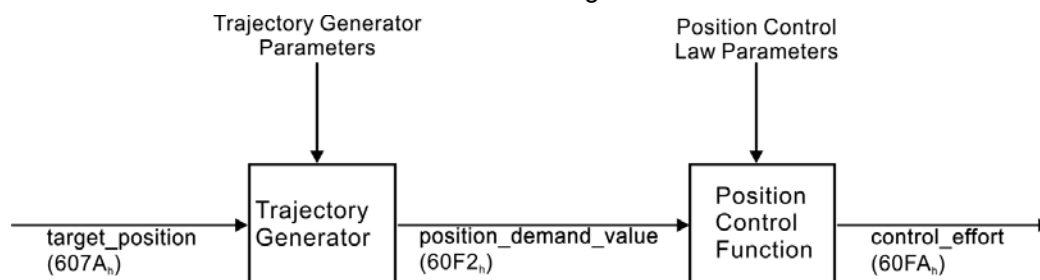 Trajectory Generator
Parameters
Position Control
Law Parameters
Trajectory
Generator
Position
Control
Function
target_position
(607Aₕ)
position_demand_value
(60F2ₕ)
control_effort
(60FAₕ)